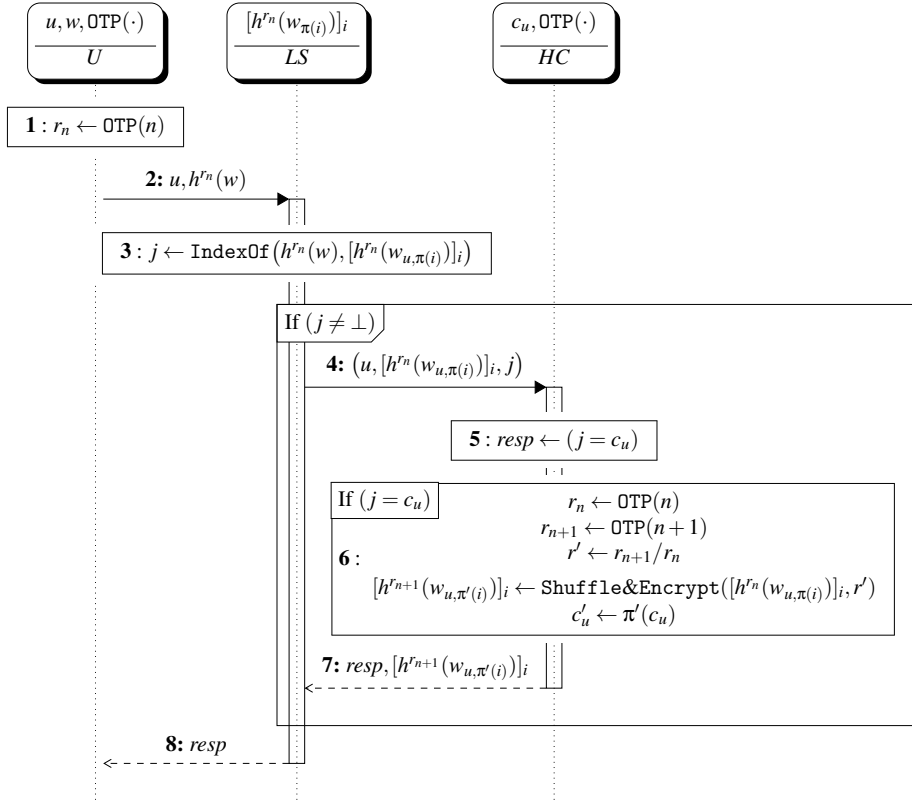 u, w, OTP(·)
U
[h^{r_n}(w_{π(i)})]_i
LS
c_u, OTP(·)
HC
1 : r_n ← OTP(n)
2: u, h^{r_n}(w)
3 : j ← IndexOf(h^{r_n}(w), [h^{r_n}(w_{u,π(i)})]_i)
If (j ≠ ⊥)
4: (u, [h^{r_n}(w_{u,π(i)})]_i, j)
5 : resp ← (j = c_u)
If (j = c_u)
6 :
r_n ← OTP(n)
r_{n+1} ← OTP(n+1)
r′ ← r_{n+1}/r_n
[h^{r_{n+1}}(w_{u,π′(i)})]_i ← Shuffle&Encrypt([h^{r_n}(w_{u,π(i)})]_i, r′)
c′_u ← π′(c_u)
7: resp, [h^{r_{n+1}}(w_{u,π′(i)})]_i
8: resp